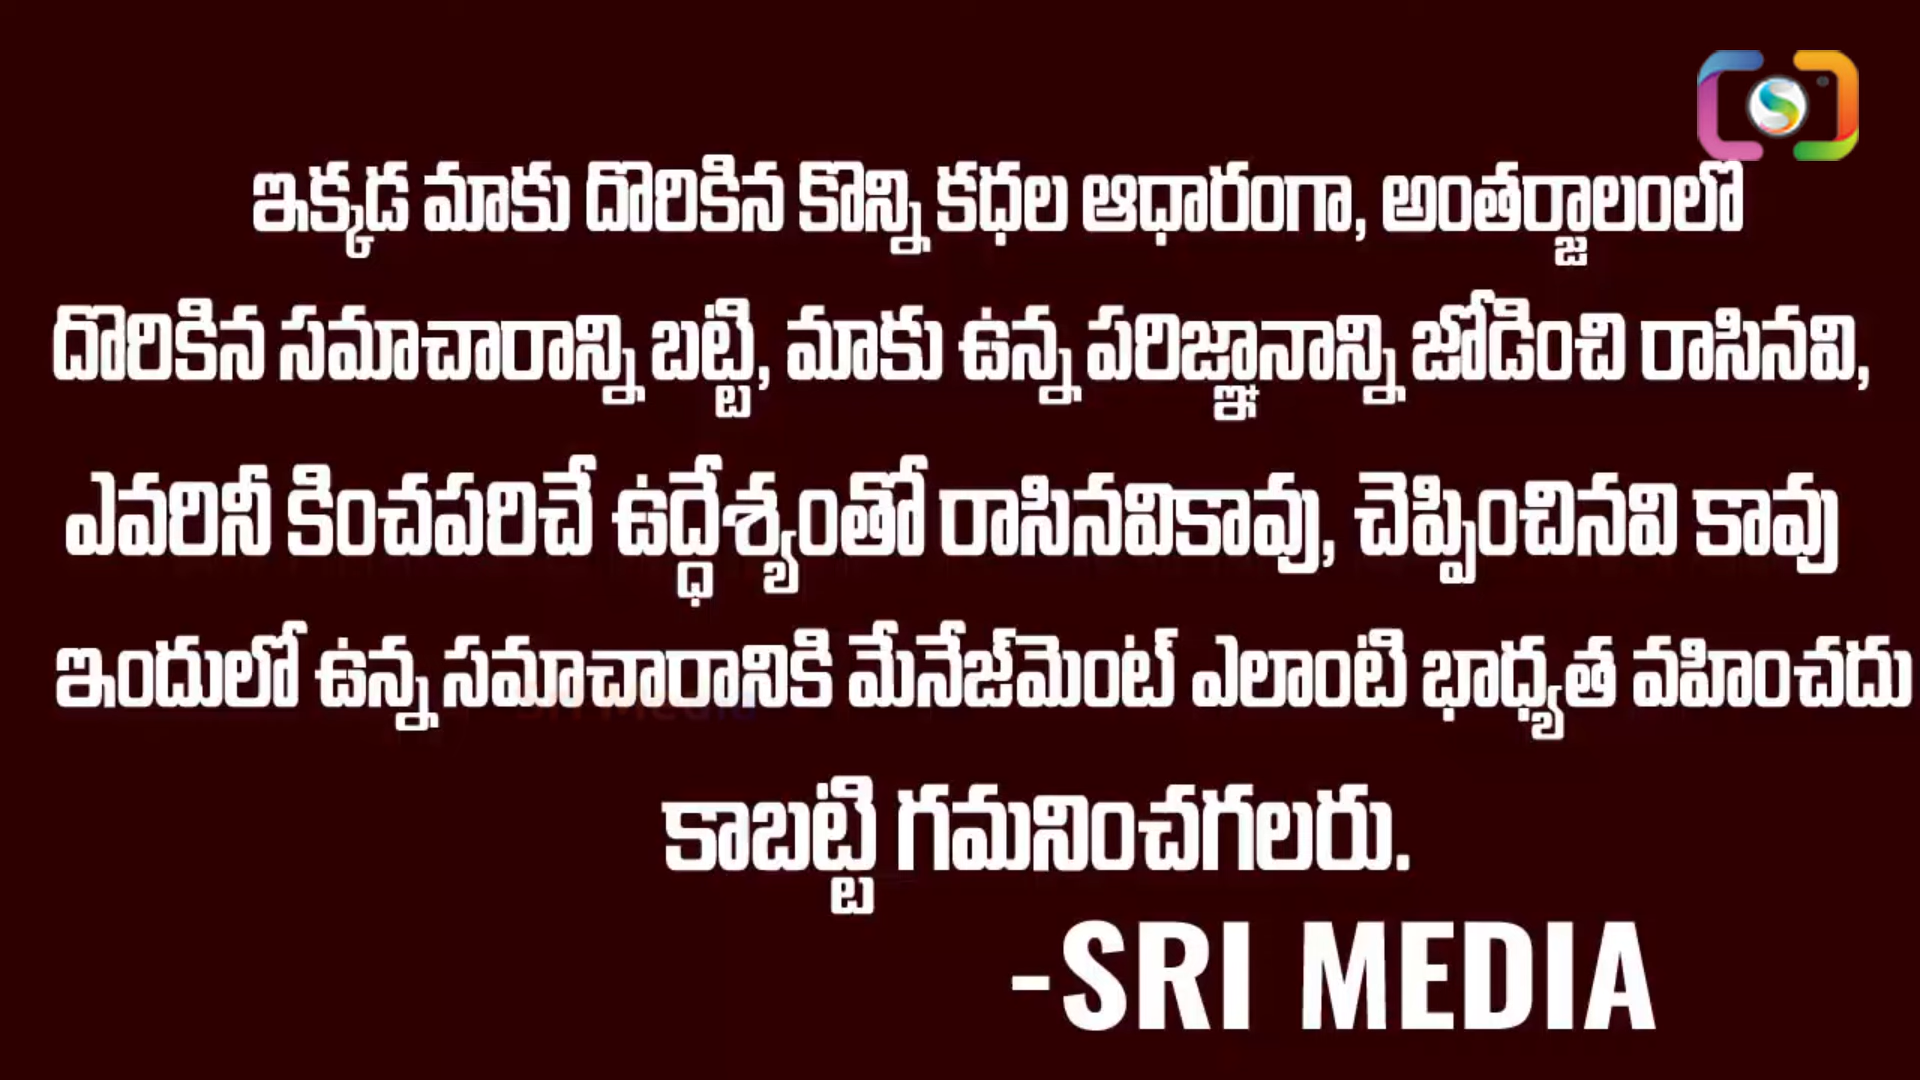 ఇక్కడ మాకు దొరికిన కొన్ని కధల ఆధారంగా, అంతర్జాలంలో
దొరికిన సమాచారాన్ని బట్టి, మాకు ఉన్న పరిజ్ఞానాన్ని జోడించి రాసినవి,
ఎవరినీ కించపరిచే ఉద్ధేశ్యంతో రాసినవికావు, చెప్పించినవి కావు
ఇందులో ఉన్న సమాచారానికి మేనేజ్‌మెంట్ ఎలాంటి భాధ్యత వహించదు
కాబట్టి గమనించగలరు.
-SRI MEDIA